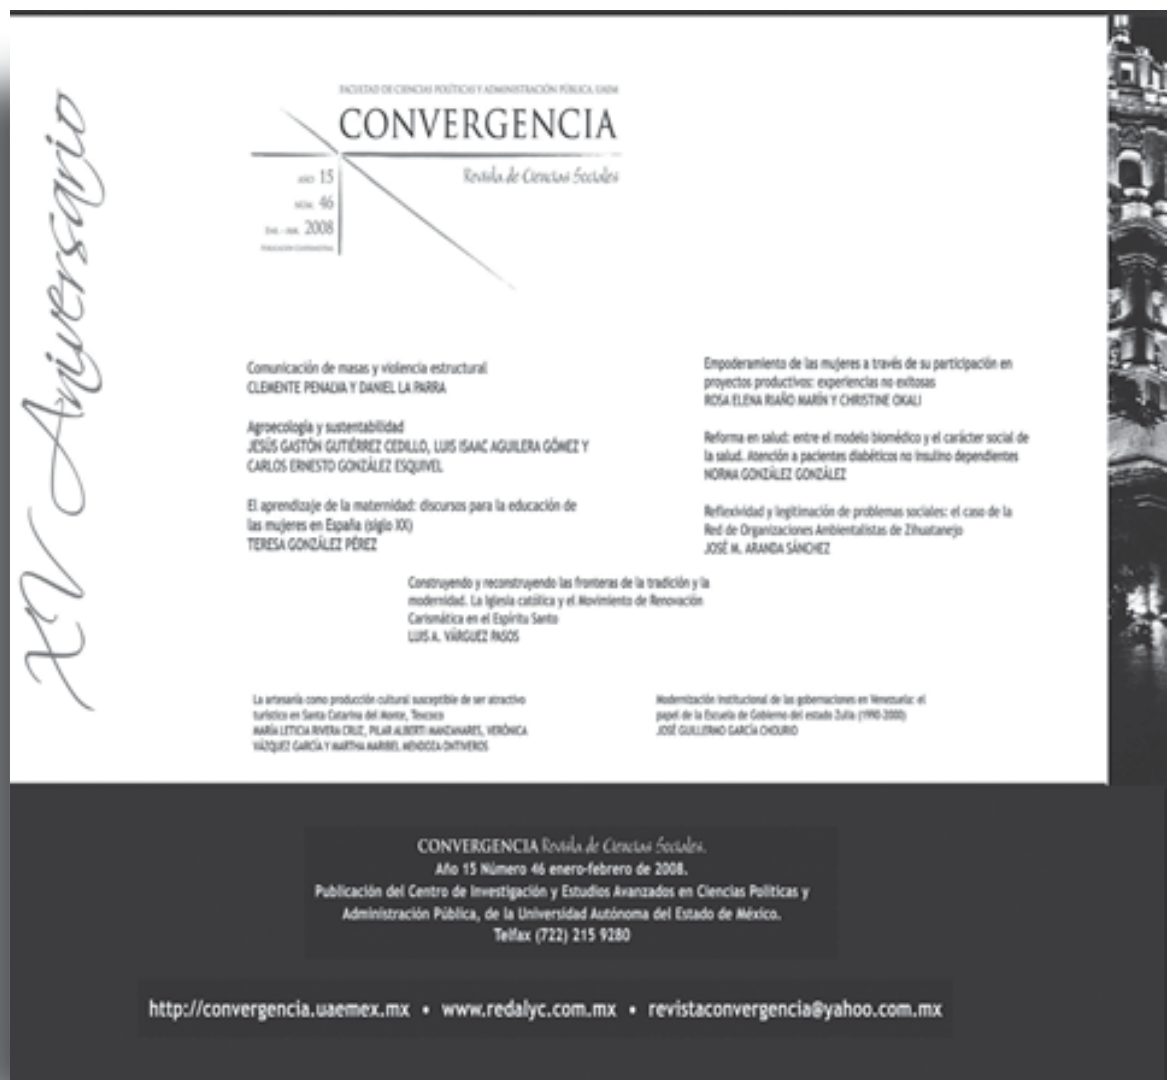 XV Aniversario
FACULTAD DE CIENCIAS POLÍTICAS Y ADMINISTRACIÓN PÚBLICA, UAEM
CONVERGENCIA
Revista de Ciencias Sociales
AÑO 15
NÚM. 46
ENE. - ABR. 2008
PUBLICACIÓN CUATRIMESTRAL
Comunicación de masas y violencia estructural
CLEMENTE PENALVA Y DANIEL LA PARRA
Agroecología y sustentabilidad
JESÚS GASTÓN GUTIÉRREZ CEDILLO, LUIS ISAAC AGUILERA GÓMEZ Y
CARLOS ERNESTO GONZÁLEZ ESQUIVEL
El aprendizaje de la maternidad: discursos para la educación de
las mujeres en España (siglo XX)
TERESA GONZÁLEZ PÉREZ
Empoderamiento de las mujeres a través de su participación en
proyectos productivos: experiencias no exitosas
ROSA ELENA RIAÑO MARÍN Y CHRISTINE OKALI
Reforma en salud: entre el modelo biomédico y el carácter social de
la salud. Atención a pacientes diabéticos no insulino dependientes
NORMA GONZÁLEZ GONZÁLEZ
Reflexividad y legitimación de problemas sociales: el caso de la
Red de Organizaciones Ambientalistas de Zihuatanejo
JOSÉ M. ARANDA SÁNCHEZ
Construyendo y reconstruyendo las fronteras de la tradición y la
modernidad. La Iglesia católica y el Movimiento de Renovación
Carismática en el Espíritu Santo
LUIS A. VÁRGUEZ PASOS
La artesanía como producción cultural susceptible de ser atractivo
turístico en Santa Catarina del Monte, Texcoco
MARÍA LETICIA RIVERA CRUZ, PILAR ALBERTI MANZANARES, VERÓNICA
VÁZQUEZ GARCÍA Y MARTHA MARIBEL MENDOZA ONTIVEROS
Modernización institucional de las gobernaciones en Venezuela: el
papel de la Escuela de Gobierno del estado Zulia (1990-2000)
JOSÉ GUILLERMO GARCÍA CHOURIO
CONVERGENCIA Revista de Ciencias Sociales.
Año 15 Número 46 enero-febrero de 2008.
Publicación del Centro de Investigación y Estudios Avanzados en Ciencias Políticas y
Administración Pública, de la Universidad Autónoma del Estado de México.
Telfax (722) 215 9280
http://convergencia.uaemex.mx • www.redalyc.com.mx • revistaconvergencia@yahoo.com.mx